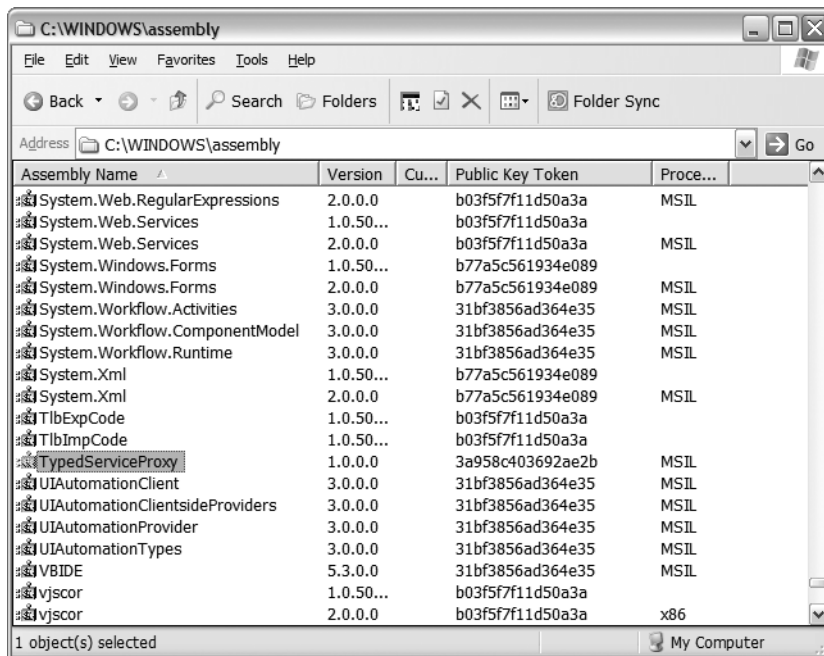 C:\WINDOWS\assembly
File Edit View Favorites Tools Help
Back Search Folders Folder Sync
Address C:\WINDOWS\assembly Go
Assembly Name Version Cu... Public Key Token Proce...
System.Web.RegularExpressions 2.0.0.0 b03f5f7f11d50a3a MSIL
System.Web.Services 1.0.50... b03f5f7f11d50a3a
System.Web.Services 2.0.0.0 b03f5f7f11d50a3a MSIL
System.Windows.Forms 1.0.50... b77a5c561934e089
System.Windows.Forms 2.0.0.0 b77a5c561934e089 MSIL
System.Workflow.Activities 3.0.0.0 31bf3856ad364e35 MSIL
System.Workflow.ComponentModel 3.0.0.0 31bf3856ad364e35 MSIL
System.Workflow.Runtime 3.0.0.0 31bf3856ad364e35 MSIL
System.Xml 1.0.50... b77a5c561934e089
System.Xml 2.0.0.0 b77a5c561934e089 MSIL
TlbExpCode 1.0.50... b03f5f7f11d50a3a
TlbImpCode 1.0.50... b03f5f7f11d50a3a
TypedServiceProxy 1.0.0.0 3a958c403692ae2b MSIL
UIAutomationClient 3.0.0.0 31bf3856ad364e35 MSIL
UIAutomationClientsideProviders 3.0.0.0 31bf3856ad364e35 MSIL
UIAutomationProvider 3.0.0.0 31bf3856ad364e35 MSIL
UIAutomationTypes 3.0.0.0 31bf3856ad364e35 MSIL
VBIDE 5.3.0.0 31bf3856ad364e35 MSIL
vjscor 1.0.50... b03f5f7f11d50a3a
vjscor 2.0.0.0 b03f5f7f11d50a3a x86
1 object(s) selected My Computer